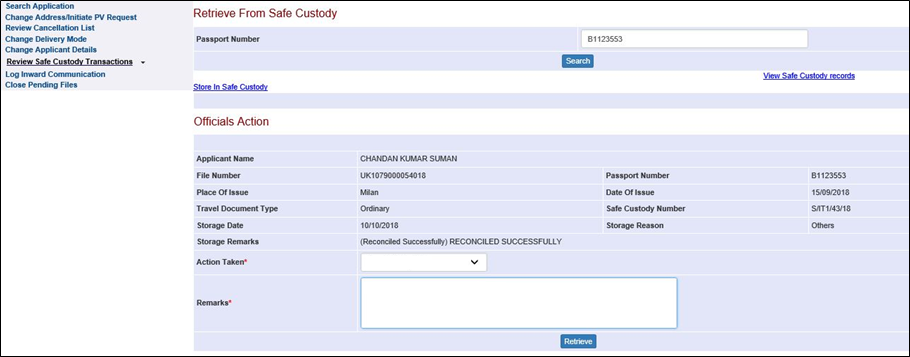 Search Application
Change Address/Initiate PV Request
Review Cancellation List
Change Delivery Mode
Change Applicant Details
Review Safe Custody Transactions
Log Inward Communication
Close Pending Files
Retrieve From Safe Custody
Passport Number B1123553
Search
View Safe Custody records
Store In Safe Custody
Officials Action
Applicant Name CHANDAN KUMAR SUMAN
File Number UK1079000054018 Passport Number B1123553
Place Of Issue Milan Date Of Issue 15/09/2018
Travel Document Type Ordinary Safe Custody Number S/IT1/43/18
Storage Date 10/10/2018 Storage Reason Others
Storage Remarks (Reconciled Successfully) RECONCILED SUCCESSFULLY
Action Taken*
Remarks*
Retrieve